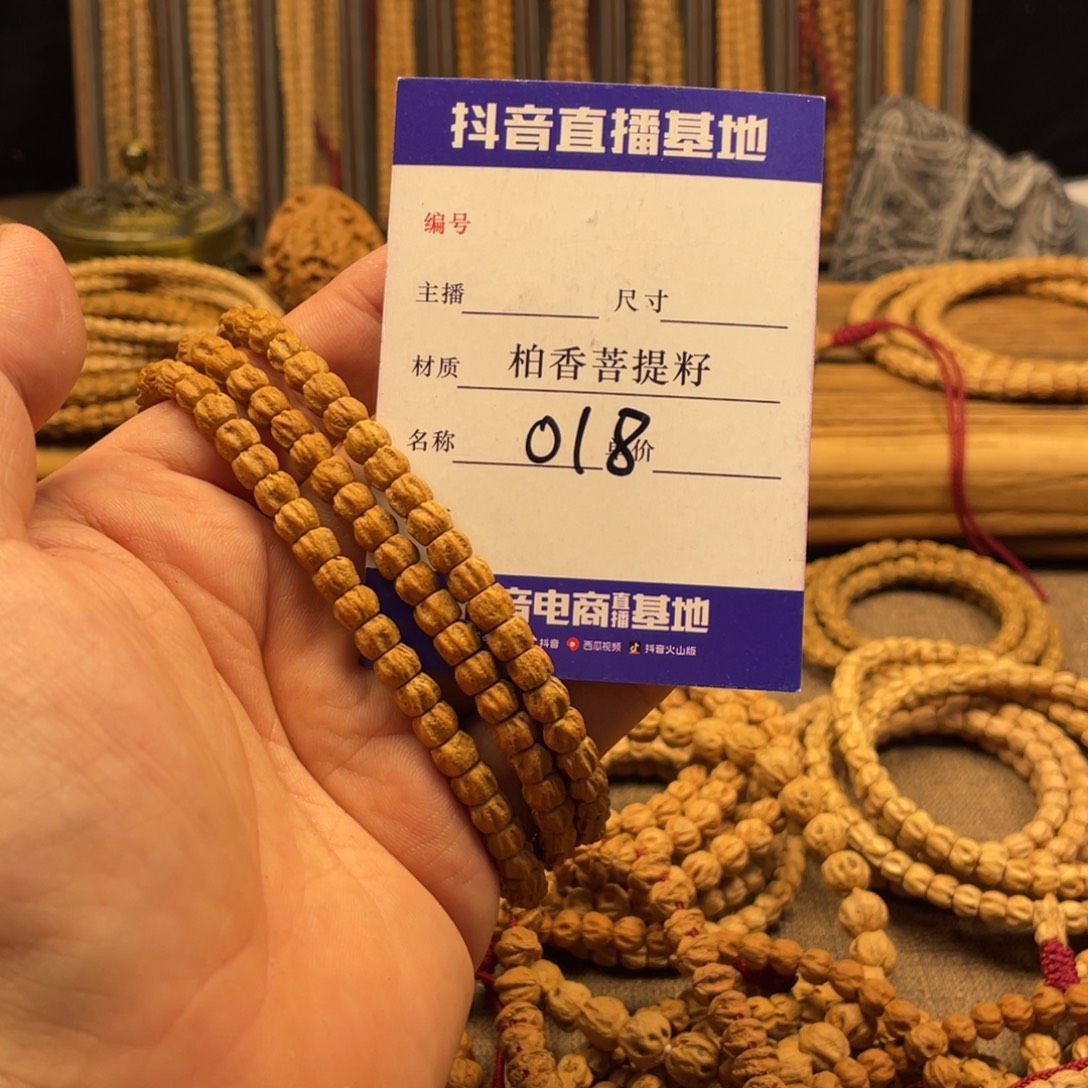 抖音直播基地
编号
主播 尺寸
材质 柏香菩提籽
名称 018 单价
音电商直播基地
抖音 西瓜视频 抖音火山版